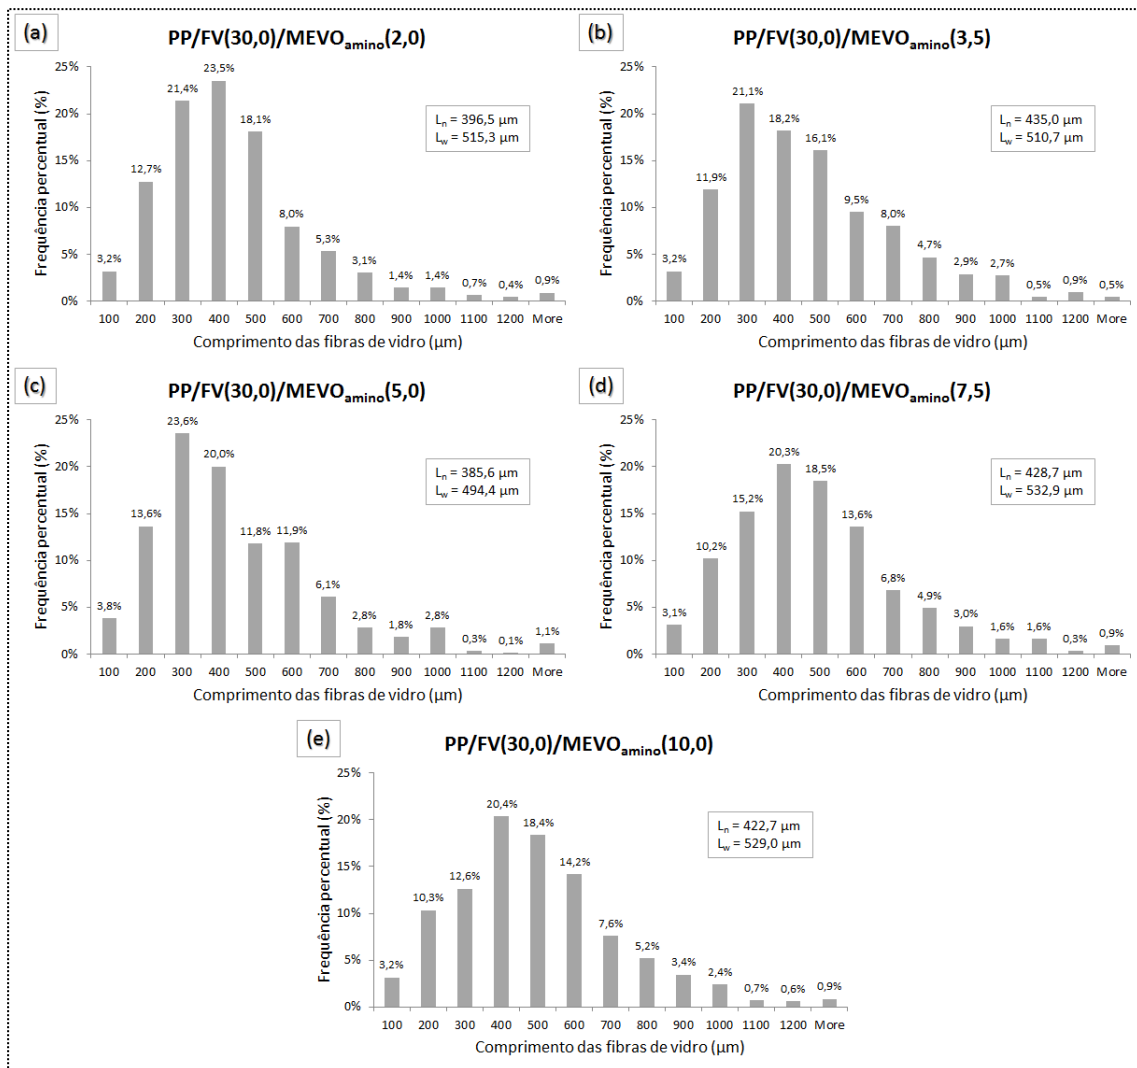 (a)
PP/FV(30,0)/MEVOamino(2,0)
Frequência percentual (%)
25%
20%
15%
10%
5%
0%
3,2%
12,7%
21,4%
23,5%
18,1%
8,0%
5,3%
3,1%
1,4%
1,4%
0,7%
0,4%
0,9%
Ln = 396,5 µm
Lw = 515,3 µm
100 200 300 400 500 600 700 800 900 1000 1100 1200 More
Comprimento das fibras de vidro (µm)
(b)
PP/FV(30,0)/MEVOamino(3,5)
Frequência percentual (%)
25%
20%
15%
10%
5%
0%
3,2%
11,9%
21,1%
18,2%
16,1%
9,5%
8,0%
4,7%
2,9%
2,7%
0,5%
0,9%
0,5%
Ln = 435,0 µm
Lw = 510,7 µm
100 200 300 400 500 600 700 800 900 1000 1100 1200 More
Comprimento das fibras de vidro (µm)
(c)
PP/FV(30,0)/MEVOamino(5,0)
Frequência percentual (%)
25%
20%
15%
10%
5%
0%
3,8%
13,6%
23,6%
20,0%
11,8%
11,9%
6,1%
2,8%
1,8%
2,8%
0,3%
0,1%
1,1%
Ln = 385,6 µm
Lw = 494,4 µm
100 200 300 400 500 600 700 800 900 1000 1100 1200 More
Comprimento das fibras de vidro (µm)
(d)
PP/FV(30,0)/MEVOamino(7,5)
Frequência percentual (%)
25%
20%
15%
10%
5%
0%
3,1%
10,2%
15,2%
20,3%
18,5%
13,6%
6,8%
4,9%
3,0%
1,6%
1,6%
0,3%
0,9%
Ln = 428,7 µm
Lw = 532,9 µm
100 200 300 400 500 600 700 800 900 1000 1100 1200 More
Comprimento das fibras de vidro (µm)
(e)
PP/FV(30,0)/MEVOamino(10,0)
Frequência percentual (%)
25%
20%
15%
10%
5%
0%
3,2%
10,3%
12,6%
20,4%
18,4%
14,2%
7,6%
5,2%
3,4%
2,4%
0,7%
0,6%
0,9%
Ln = 422,7 µm
Lw = 529,0 µm
100 200 300 400 500 600 700 800 900 1000 1100 1200 More
Comprimento das fibras de vidro (µm)